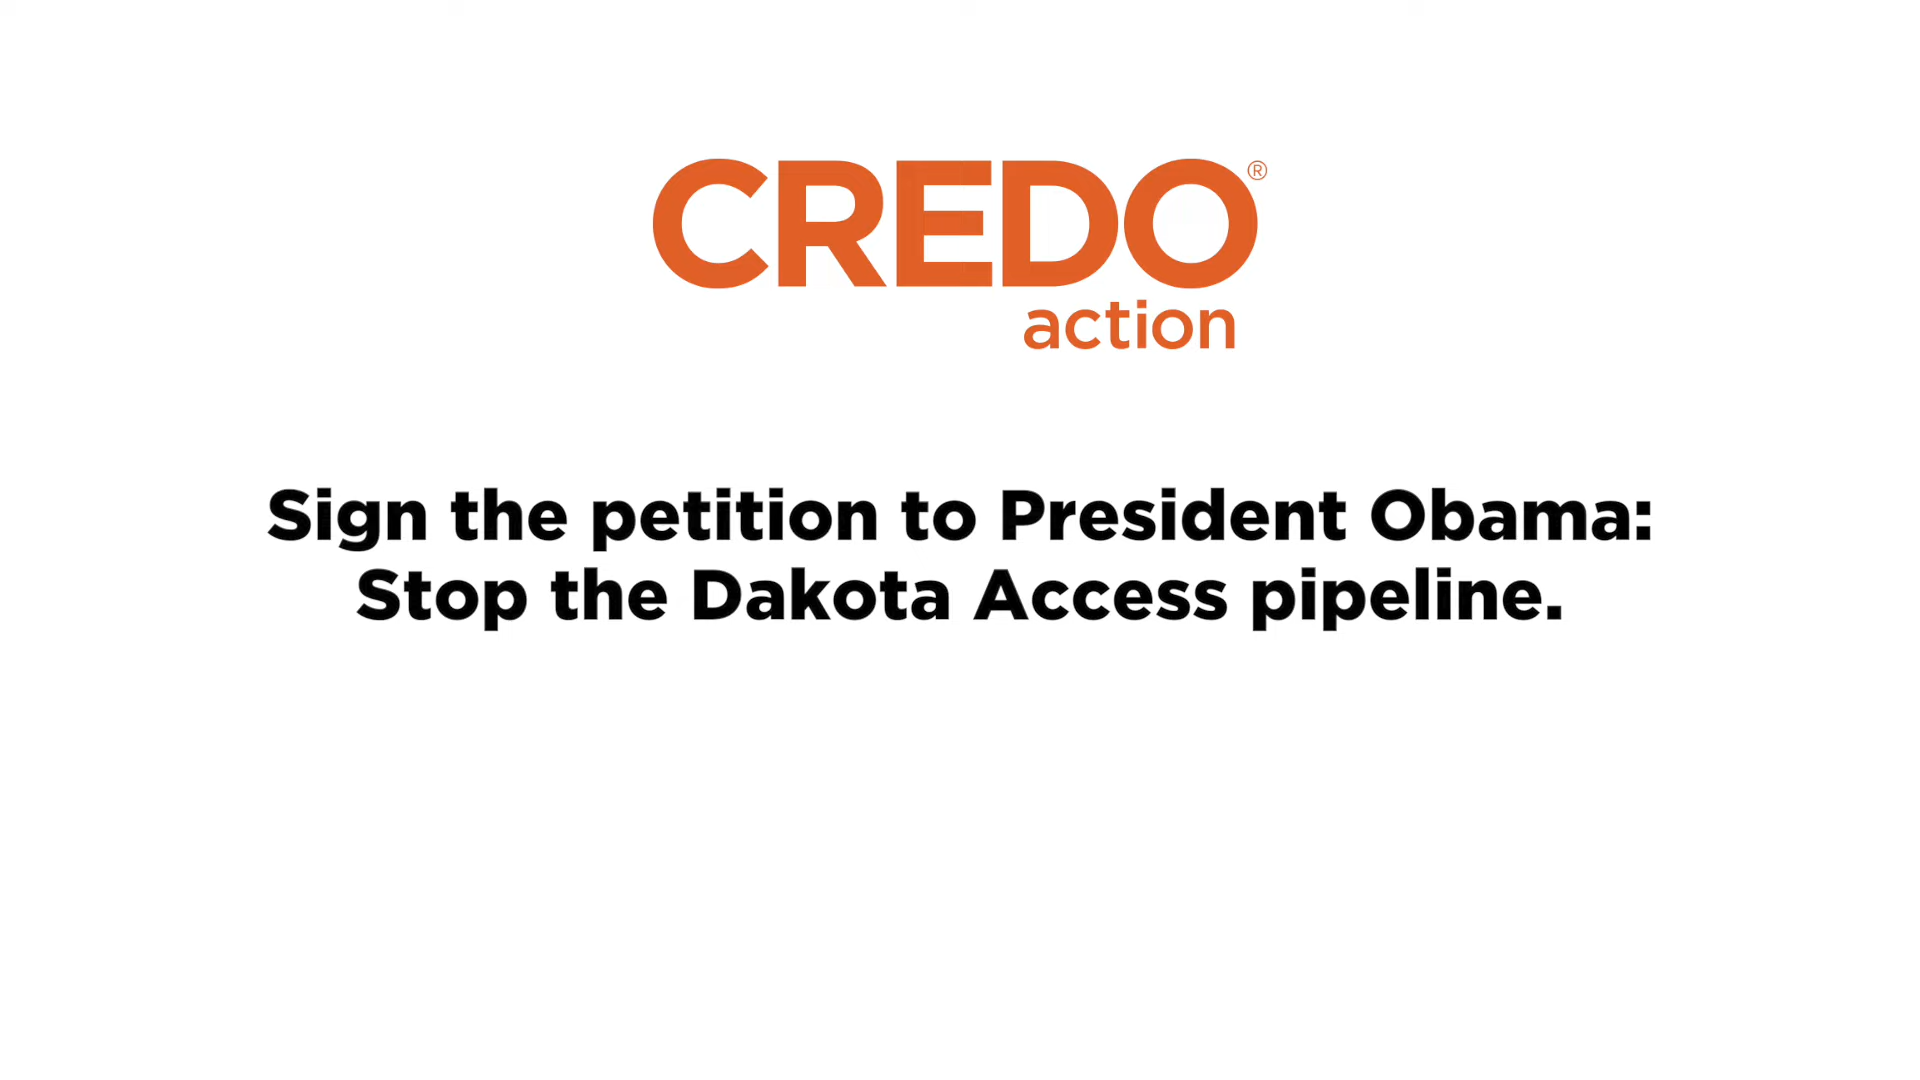 CREDO®
action
Sign the petition to President Obama:
Stop the Dakota Access pipeline.